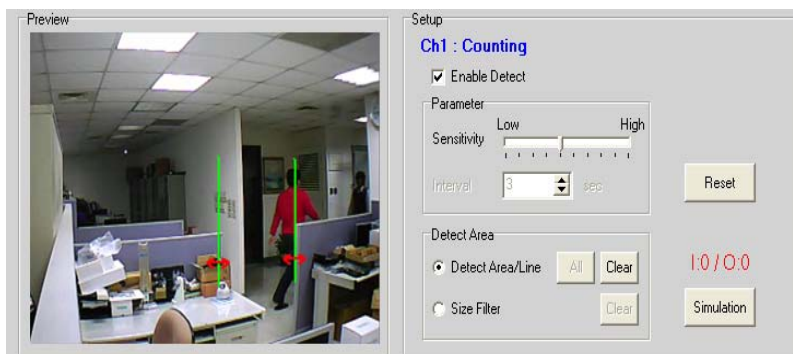 Preview
Setup
Ch1 : Counting
Enable Detect
Parameter
Low High
Sensitivity
Interval 3 sec
Reset
Detect Area
Detect Area/Line All Clear
I:0 / O:0
Size Filter Clear
Simulation